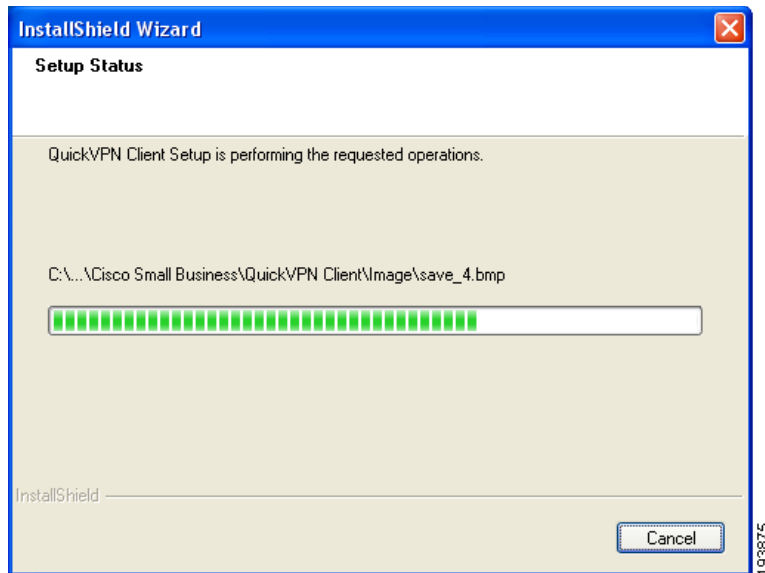 InstallShield Wizard
Setup Status
QuickVPN Client Setup is performing the requested operations.
C:\...\Cisco Small Business\QuickVPN Client\Image\save_4.bmp
InstallShield
Cancel
193875